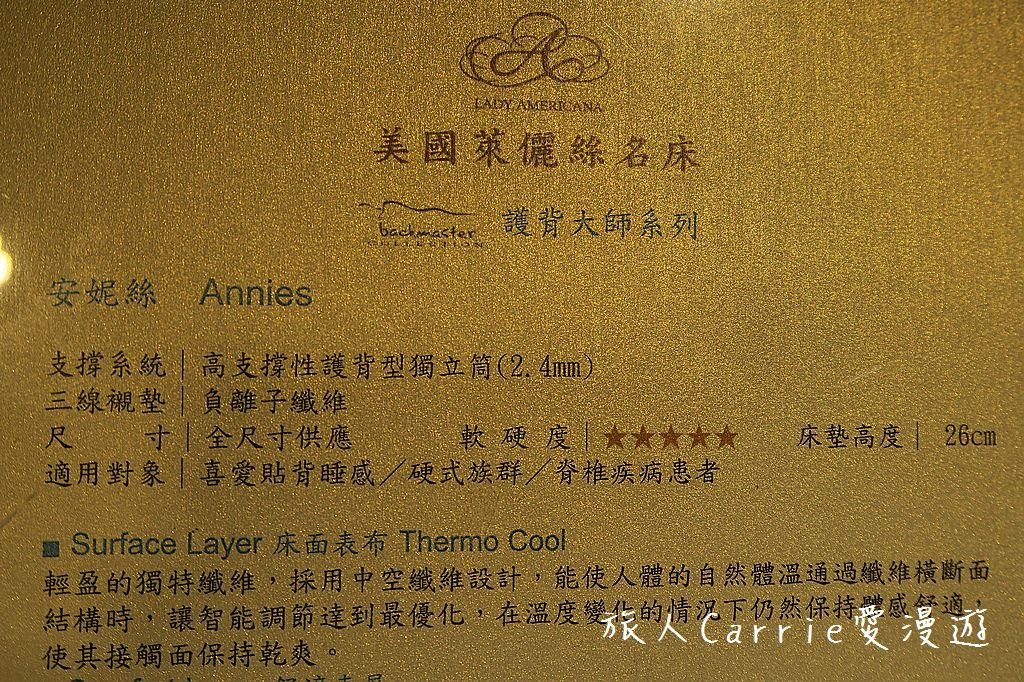 A
LADY AMERICANA
美國萊儷絲名床
backmaster
COLLECTION
護背大師系列
安妮絲 Annies
支撐系統|高支撐性護背型獨立筒(2.4mm)
三線襯墊|負離子纖維
尺 寸|全尺寸供應 軟硬度|★★★★★ 床墊高度| 26cm
適用對象|喜愛貼背睡感/硬式族群/脊椎疾病患者
■ Surface Layer 床面表布 Thermo Cool
輕盈的獨特纖維,採用中空纖維設計,能使人體的自然體溫通過纖維橫斷面
結構時,讓智能調節達到最優化,在溫度變化的情況下仍然保持體感舒適,
使其接觸面保持乾爽。
旅人Carrie愛漫遊